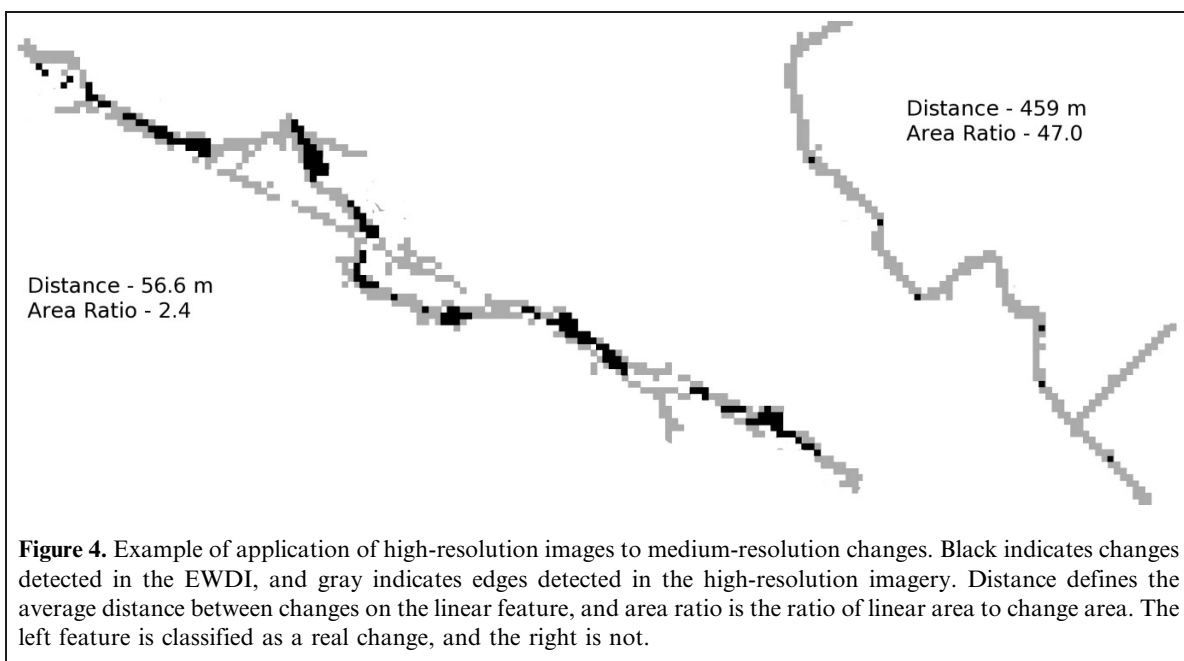 Distance - 459 m
Area Ratio - 47.0
Distance - 56.6 m
Area Ratio - 2.4
Figure 4. Example of application of high-resolution images to medium-resolution changes. Black indicates changes
detected in the EWDI, and gray indicates edges detected in the high-resolution imagery. Distance defines the
average distance between changes on the linear feature, and area ratio is the ratio of linear area to change area. The
left feature is classified as a real change, and the right is not.